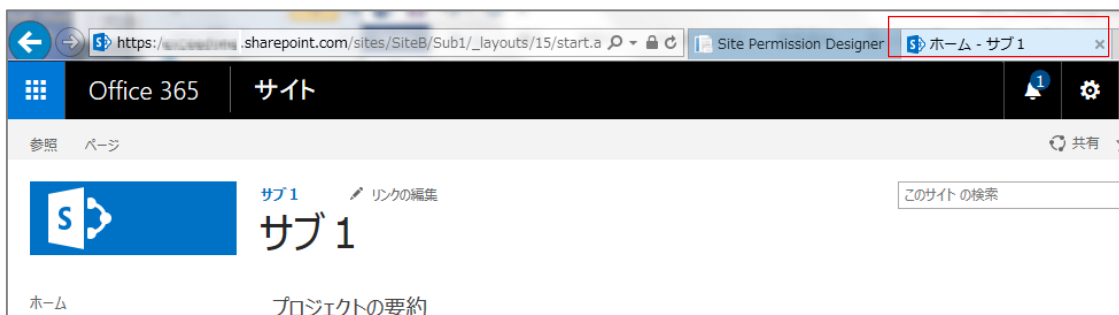 https:/ .sharepoint.com/sites/SiteB/Sub1/_layouts/15/start.a Site Permission Designer ホーム - サブ1
Office 365 サイト 1
参照 ページ 共有
サブ1 リンクの編集 このサイト の検索
S サブ 1
ホーム プロジェクトの要約